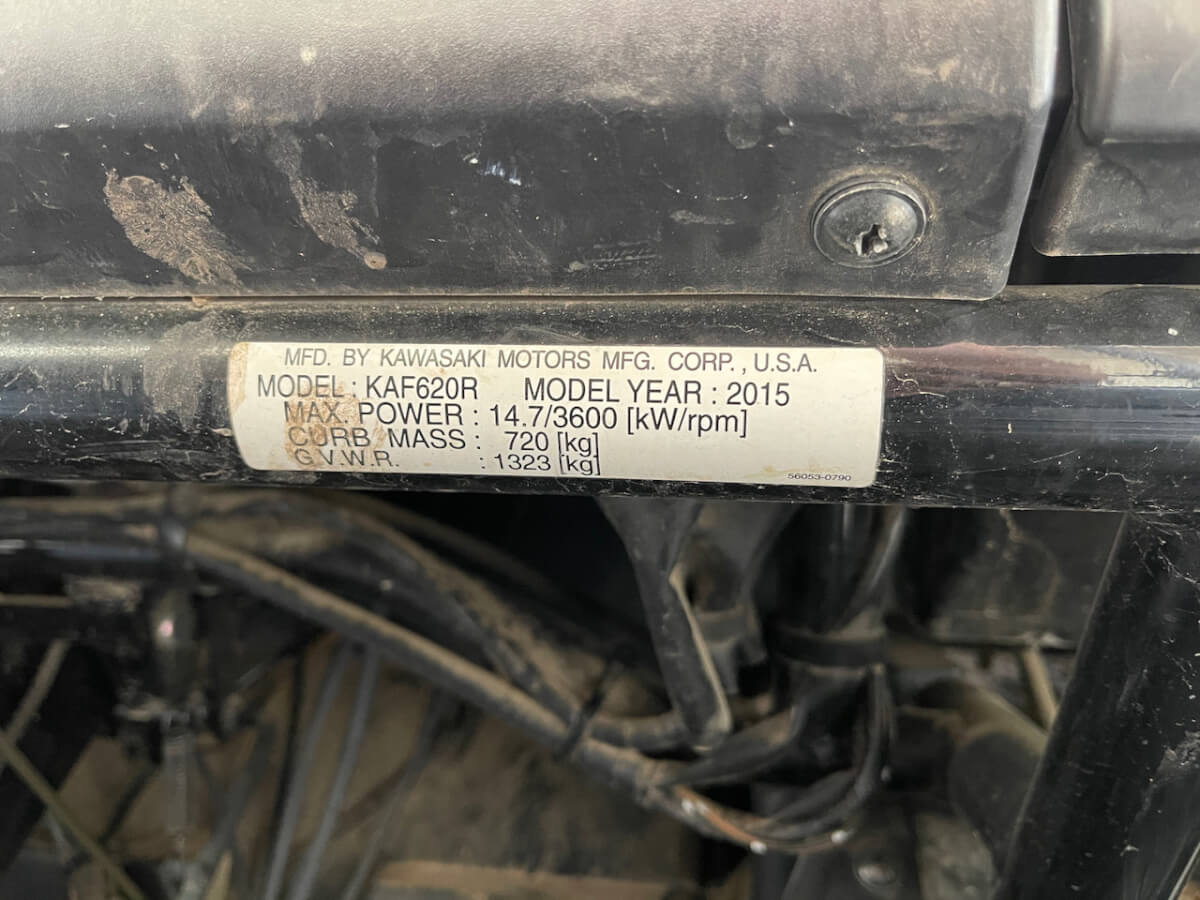 MFD. BY KAWASAKI MOTORS MFG. CORP., U.S.A.
MODEL : KAF620R MODEL YEAR : 2015
MAX. POWER : 14.7/3600 [kW/rpm]
CURB MASS : 720 [kg]
G.V.W.R. : 1323 [kg]
56053-0790